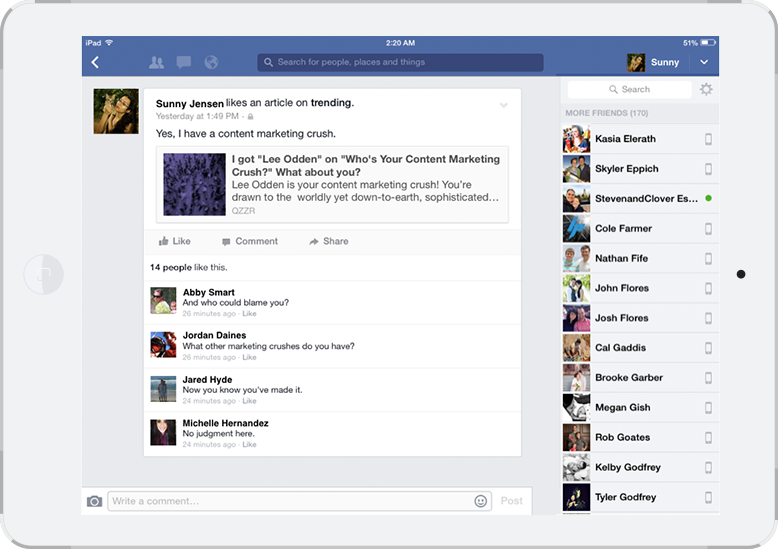 iPad 2:20 AM 51%
Search for people, places and things
Sunny
Sunny Jensen likes an article on trending.
Yesterday at 1:49 PM ·
Yes, I have a content marketing crush.
I got "Lee Odden" on "Who's Your Content Marketing
Crush?" What about you?
Lee Odden is your content marketing crush! You're
drawn to the worldly yet down-to-earth, sophisticated…
QZZR
Like Comment Share
14 people like this.
Abby Smart
And who could blame you?
26 minutes ago · Like
Jordan Daines
What other marketing crushes do you have?
26 minutes ago · Like
Jared Hyde
Now you know you've made it.
24 minutes ago · Like
Michelle Hernandez
No judgment here.
24 minutes ago · Like
Write a comment… Post
Search
MORE FRIENDS (170)
Kasia Elerath
Skyler Eppich
StevenandClover Es…
Cole Farmer
Nathan Fife
John Flores
Josh Flores
Cal Gaddis
Brooke Garber
Megan Gish
Rob Goates
Kelby Godfrey
Tyler Godfrey